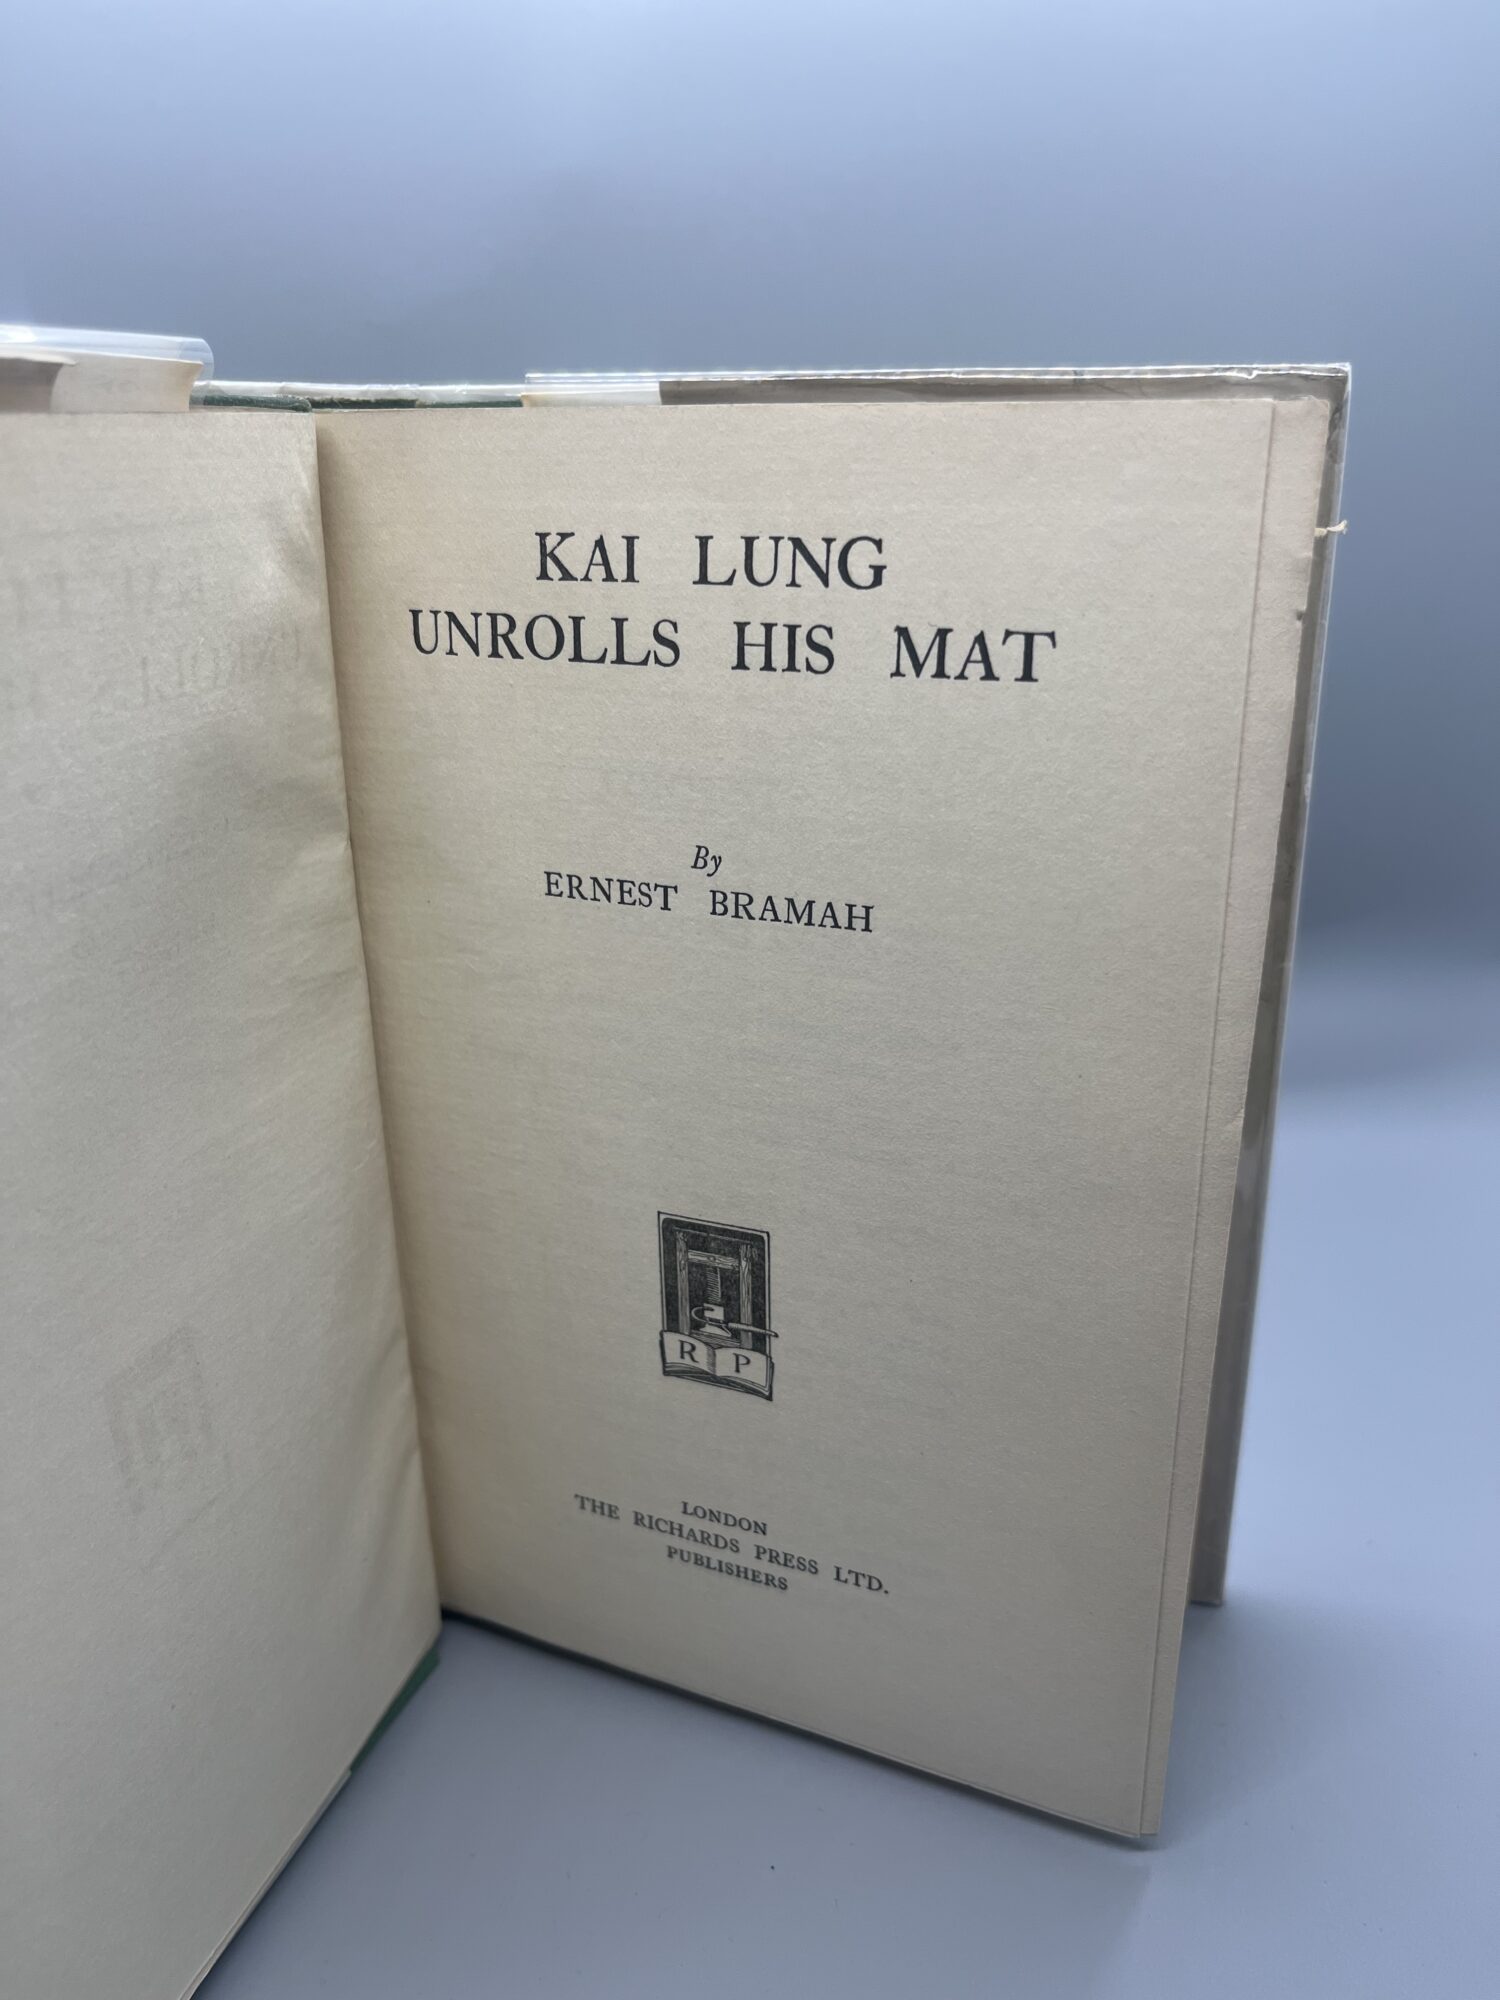 KAI LUNG
UNROLLS HIS MAT
By
ERNEST BRAMAH
R P
LONDON
THE RICHARDS PRESS LTD.
PUBLISHERS